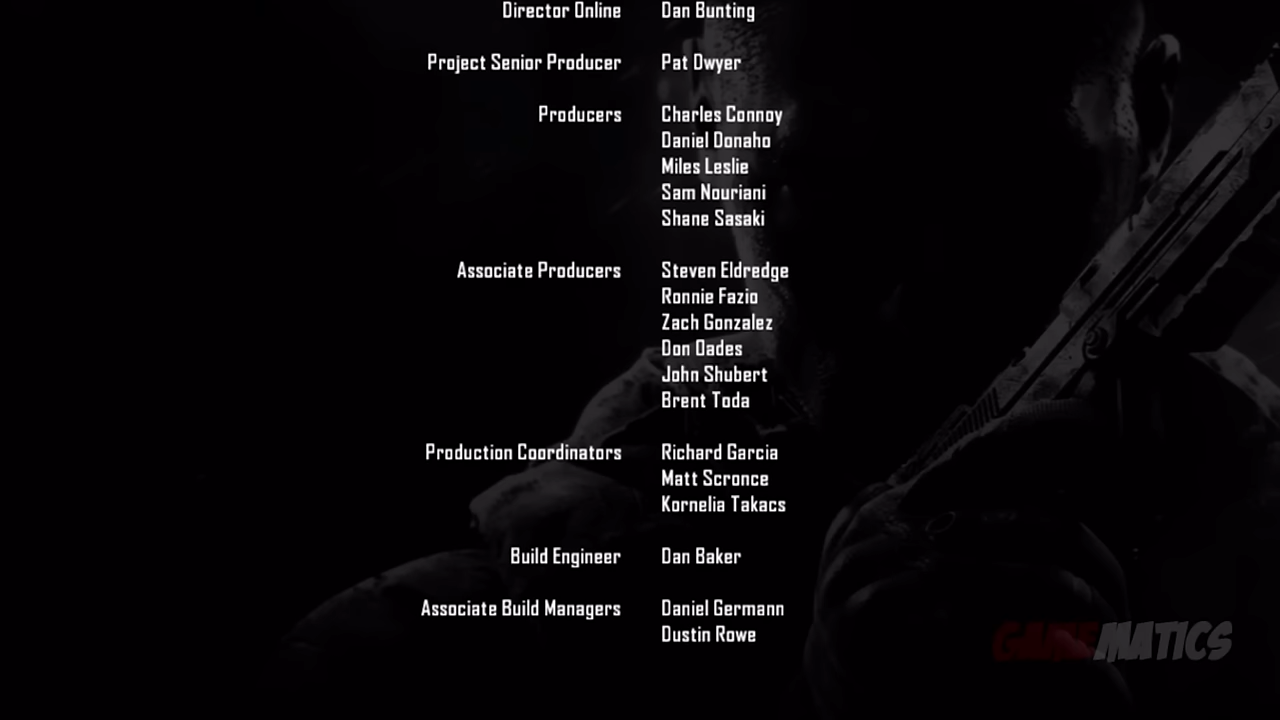 Director Online Dan Bunting
Project Senior Producer Pat Dwyer
Producers Charles Connoy
Daniel Donaho
Miles Leslie
Sam Nouriani
Shane Sasaki
Associate Producers Steven Eldredge
Ronnie Fazio
Zach Gonzalez
Don Oades
John Shubert
Brent Toda
Production Coordinators Richard Garcia
Matt Scronce
Kornelia Takacs
Build Engineer Dan Baker
Associate Build Managers Daniel Germann
Dustin Rowe
GAMEMATICS